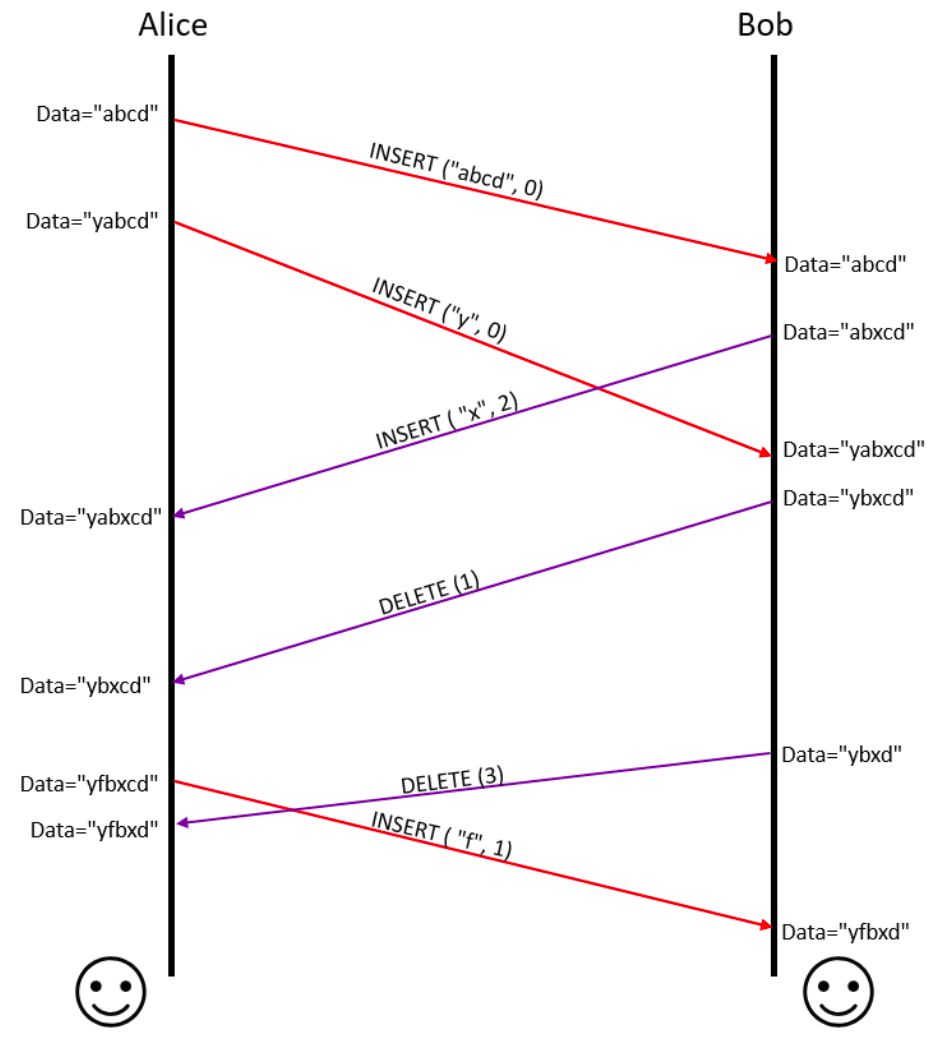 Alice
Bob
Data="abcd"
INSERT ("abcd", 0)
Data="yabcd"
Data="abcd"
INSERT ("y", 0)
Data="abxcd"
INSERT ( "x", 2)
Data="yabxcd"
Data="ybxcd"
Data="yabxcd"
DELETE (1)
Data="ybxcd"
Data="ybxd"
DELETE (3)
Data="yfbxcd"
Data="yfbxd"
INSERT ( "f", 1)
Data="yfbxd"